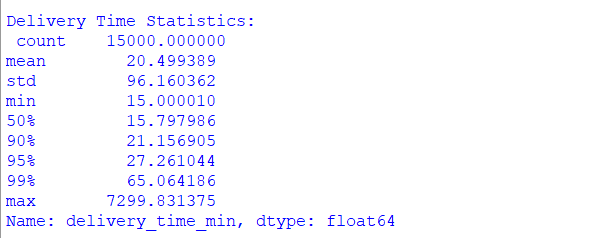 Delivery Time Statistics:
 count    15000.000000
mean        20.499389
std         96.160362
min         15.000010
50%         15.797986
90%         21.156905
95%         27.261044
99%         65.064186
max       7299.831375
Name: delivery_time_min, dtype: float64